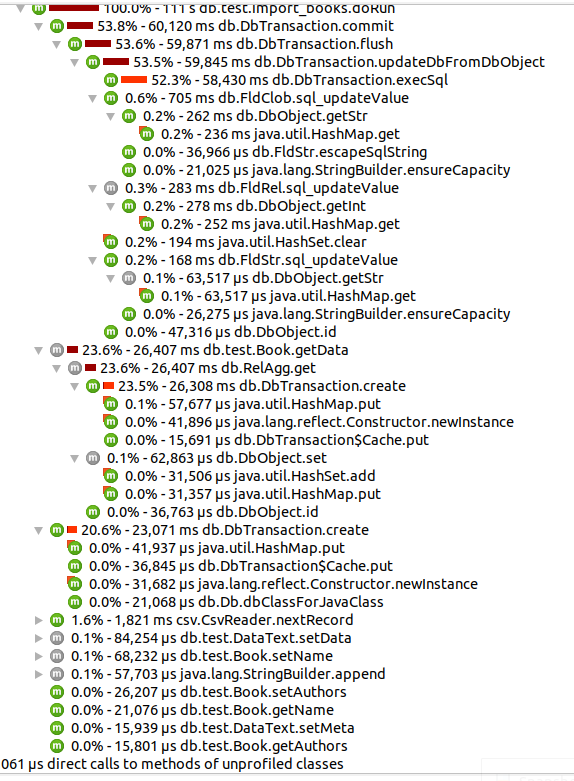 100.0% - 111 s db.test.import_books.doRun
53.8% - 60,120 ms db.DbTransaction.commit
53.6% - 59,871 ms db.DbTransaction.flush
53.5% - 59,845 ms db.DbTransaction.updateDbFromDbObject
52.3% - 58,430 ms db.DbTransaction.execSql
0.6% - 705 ms db.FldClob.sql_updateValue
0.2% - 262 ms db.DbObject.getStr
0.2% - 236 ms java.util.HashMap.get
0.0% - 36,966 µs db.FldStr.escapeSqlString
0.0% - 21,025 µs java.lang.StringBuilder.ensureCapacity
0.3% - 283 ms db.FldRel.sql_updateValue
0.2% - 278 ms db.DbObject.getInt
0.2% - 252 ms java.util.HashMap.get
0.2% - 194 ms java.util.HashSet.clear
0.2% - 168 ms db.FldStr.sql_updateValue
0.1% - 63,517 µs db.DbObject.getStr
0.1% - 63,517 µs java.util.HashMap.get
0.0% - 26,275 µs java.lang.StringBuilder.ensureCapacity
0.0% - 47,316 µs db.DbObject.id
23.6% - 26,407 ms db.test.Book.getData
23.6% - 26,407 ms db.RelAgg.get
23.5% - 26,308 ms db.DbTransaction.create
0.1% - 57,677 µs java.util.HashMap.put
0.0% - 41,896 µs java.lang.reflect.Constructor.newInstance
0.0% - 15,691 µs db.DbTransaction$Cache.put
0.1% - 62,863 µs db.DbObject.set
0.0% - 31,506 µs java.util.HashSet.add
0.0% - 31,357 µs java.util.HashMap.put
0.0% - 36,763 µs db.DbObject.id
20.6% - 23,071 ms db.DbTransaction.create
0.0% - 41,937 µs java.util.HashMap.put
0.0% - 36,845 µs db.DbTransaction$Cache.put
0.0% - 31,682 µs java.lang.reflect.Constructor.newInstance
0.0% - 21,068 µs db.Db.dbClassForJavaClass
1.6% - 1,821 ms csv.CsvReader.nextRecord
0.1% - 84,254 µs db.test.DataText.setData
0.1% - 68,232 µs db.test.Book.setName
0.1% - 57,703 µs java.lang.StringBuilder.append
0.0% - 26,207 µs db.test.Book.setAuthors
0.0% - 21,076 µs db.test.Book.getName
0.0% - 15,939 µs db.test.DataText.setMeta
0.0% - 15,801 µs db.test.Book.getAuthors
061 µs direct calls to methods of unprofiled classes